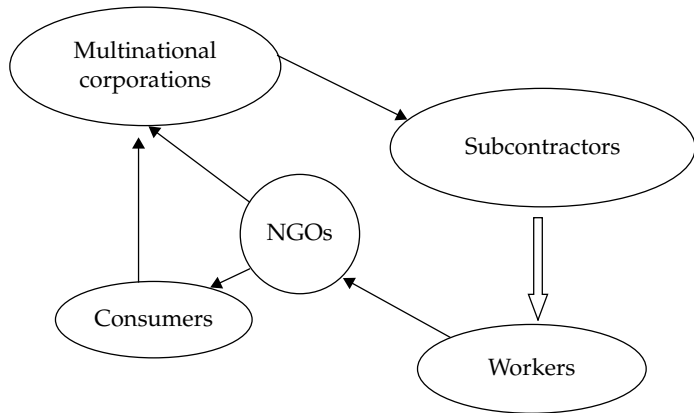 Multinational
corporations
Subcontractors
NGOs
Consumers
Workers